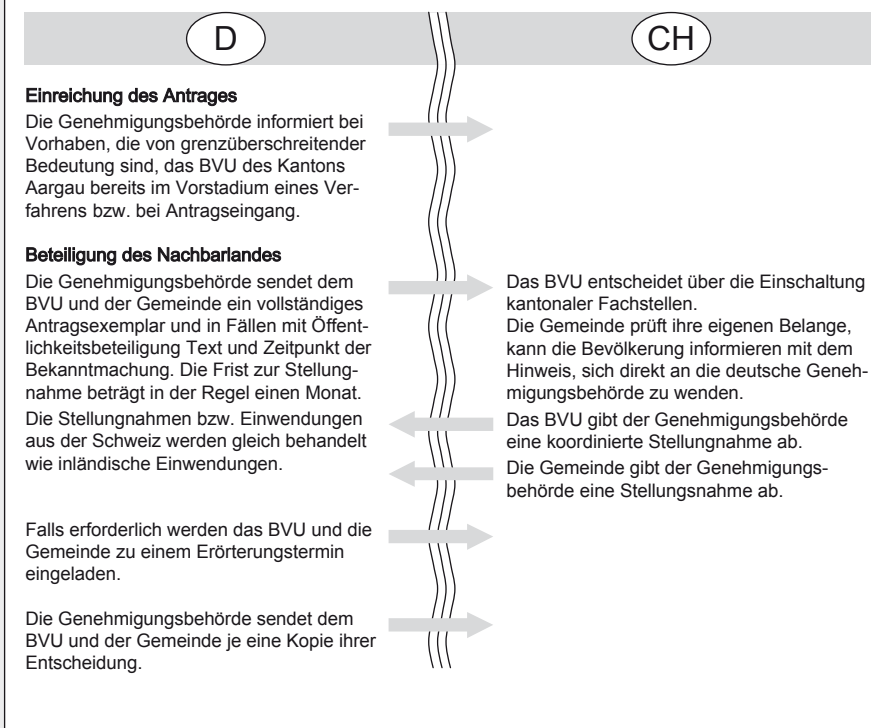 D
CH
Einreichung des Antrages
Die Genehmigungsbehörde informiert bei
Vorhaben, die von grenzüberschreitender
Bedeutung sind, das BVU des Kantons
Aargau bereits im Vorstadium eines Ver-
fahrens bzw. bei Antragseingang.
Beteiligung des Nachbarlandes
Die Genehmigungsbehörde sendet dem
BVU und der Gemeinde ein vollständiges
Antragsexemplar und in Fällen mit Öffent-
lichkeitsbeteiligung Text und Zeitpunkt der
Bekanntmachung. Die Frist zur Stellung-
nahme beträgt in der Regel einen Monat.
Das BVU entscheidet über die Einschaltung
kantonaler Fachstellen.
Die Gemeinde prüft ihre eigenen Belange,
kann die Bevölkerung informieren mit dem
Hinweis, sich direkt an die deutsche Geneh-
migungsbehörde zu wenden.
Die Stellungnahmen bzw. Einwendungen
aus der Schweiz werden gleich behandelt
wie inländische Einwendungen.
Das BVU gibt der Genehmigungsbehörde
eine koordinierte Stellungnahme ab.
Die Gemeinde gibt der Genehmigungs-
behörde eine Stellungsnahme ab.
Falls erforderlich werden das BVU und die
Gemeinde zu einem Erörterungstermin
eingeladen.
Die Genehmigungsbehörde sendet dem
BVU und der Gemeinde je eine Kopie ihrer
Entscheidung.